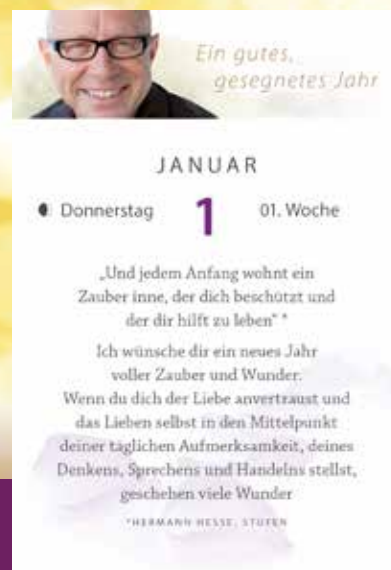 Ein gutes,
gesegnetes Jahr
JANUAR
Donnerstag 1 01. Woche
„Und jedem Anfang wohnt ein
Zauber inne, der dich beschützt und
der dir hilft zu leben“ *
Ich wünsche dir ein neues Jahr
voller Zauber und Wunder.
Wenn du dich der Liebe anvertraust und
das Lieben selbst in den Mittelpunkt
deiner täglichen Aufmerksamkeit, deines
Denkens, Sprechens und Handelns stellst,
geschehen viele Wunder
*HERMANN HESSE, STUFEN